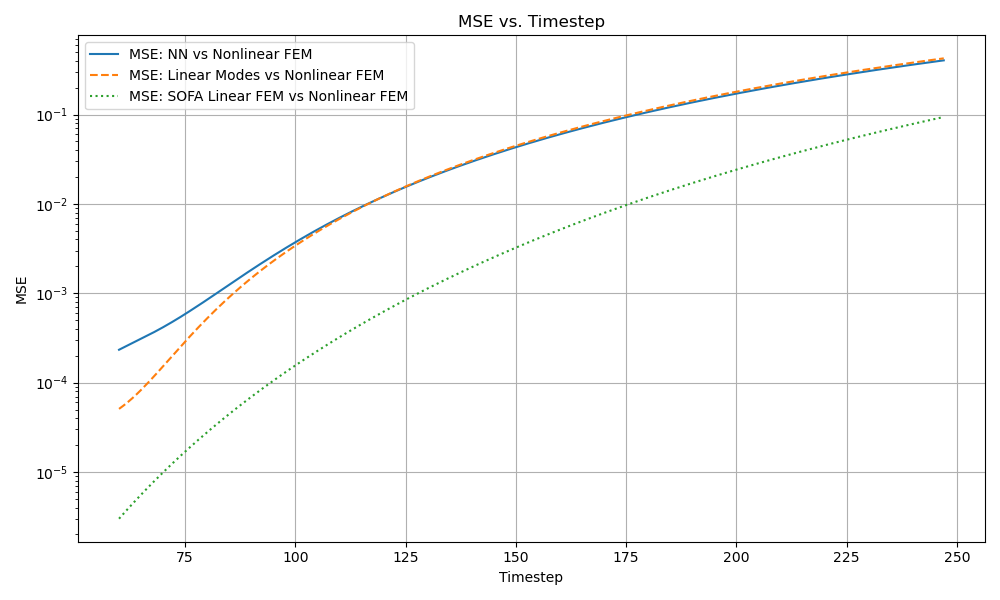 MSE vs. Timestep
MSE: NN vs Nonlinear FEM
MSE: Linear Modes vs Nonlinear FEM
MSE: SOFA Linear FEM vs Nonlinear FEM
MSE
10⁻¹
10⁻²
10⁻³
10⁻⁴
10⁻⁵
75 100 125 150 175 200 225 250
Timestep